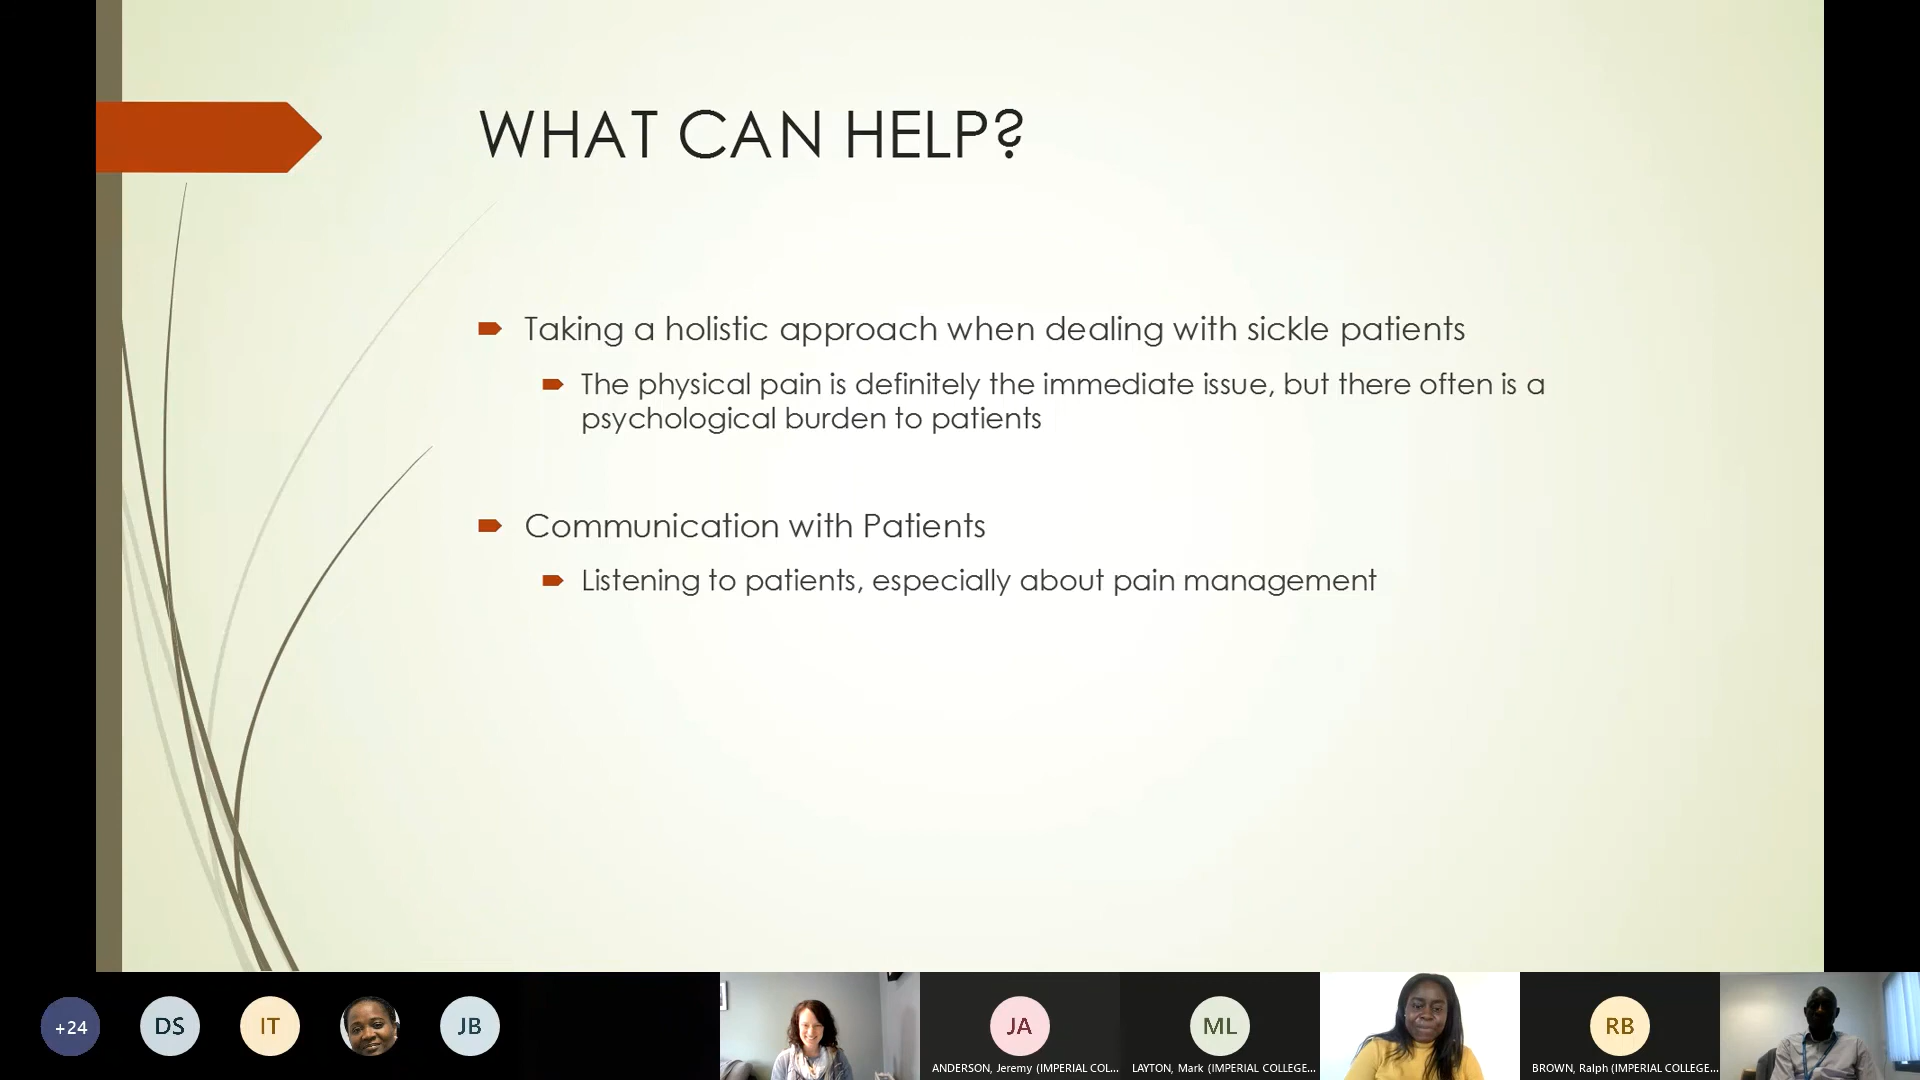 WHAT CAN HELP?
Taking a holistic approach when dealing with sickle patients
The physical pain is definitely the immediate issue, but there often is a
psychological burden to patients
Communication with Patients
Listening to patients, especially about pain management
+24
DS
IT
JB
JA
ML
RB
ANDERSON, Jeremy (IMPERIAL COL...
LAYTON, Mark (IMPERIAL COLLEGE...
BROWN, Ralph (IMPERIAL COLLEGE...